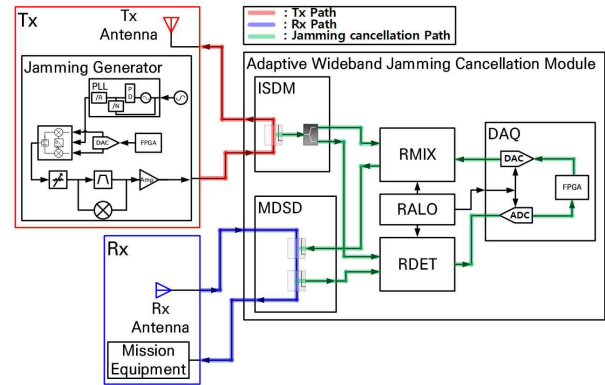 Tx
Tx
Antenna
: Tx Path
: Rx Path
: Jamming cancellation Path
Jamming Generator
PLL
/R
P
D
/N
DAC
FPGA
Amp
Adaptive Wideband Jamming Cancellation Module
ISDM
RMIX
DAQ
DAC
FPGA
ADC
RALO
MDSD
RDET
Rx
Rx
Antenna
Mission
Equipment